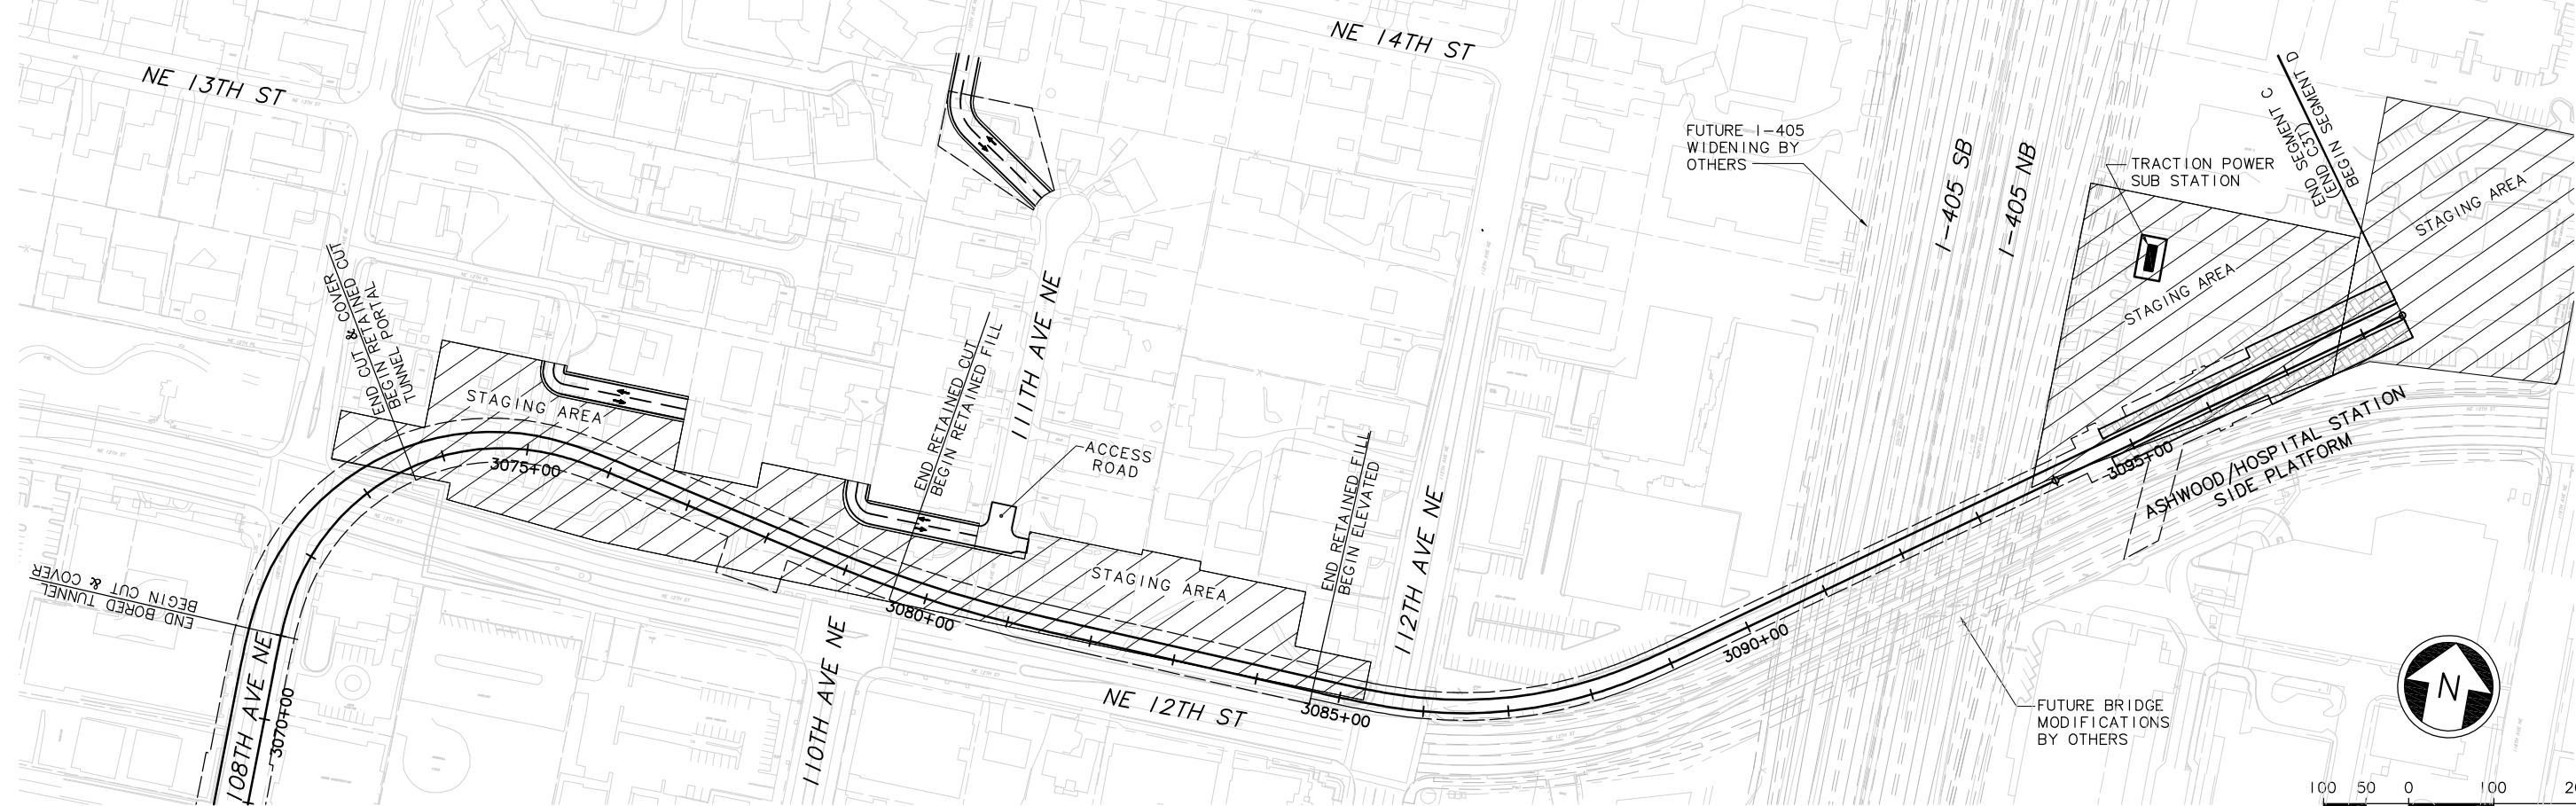 NE 13TH ST
NE 14TH ST
FUTURE I-405
WIDENING BY
OTHERS
I-405 SB
I-405 NB
TRACTION POWER
SUB STATION
END SEGMENT C
(END C3T)
BEGIN SEGMENT D
STAGING AREA
STAGING AREA
END CUT & COVER
BEGIN RETAINED CUT
TUNNEL PORTAL
STAGING AREA
3075+00
END RETAINED CUT
BEGIN RETAINED FILL
111TH AVE NE
ACCESS
ROAD
END RETAINED FILL
BEGIN ELEVATED
112TH AVE NE
STAGING AREA
3095+00
ASHWOOD/HOSPITAL STATION
SIDE PLATFORM
END BORED TUNNEL
BEGIN CUT & COVER
108TH AVE NE
3070+00
3080+00
110TH AVE NE
NE 12TH ST
3085+00
3090+00
FUTURE BRIDGE
MODIFICATIONS
BY OTHERS
N
100 50 0 100